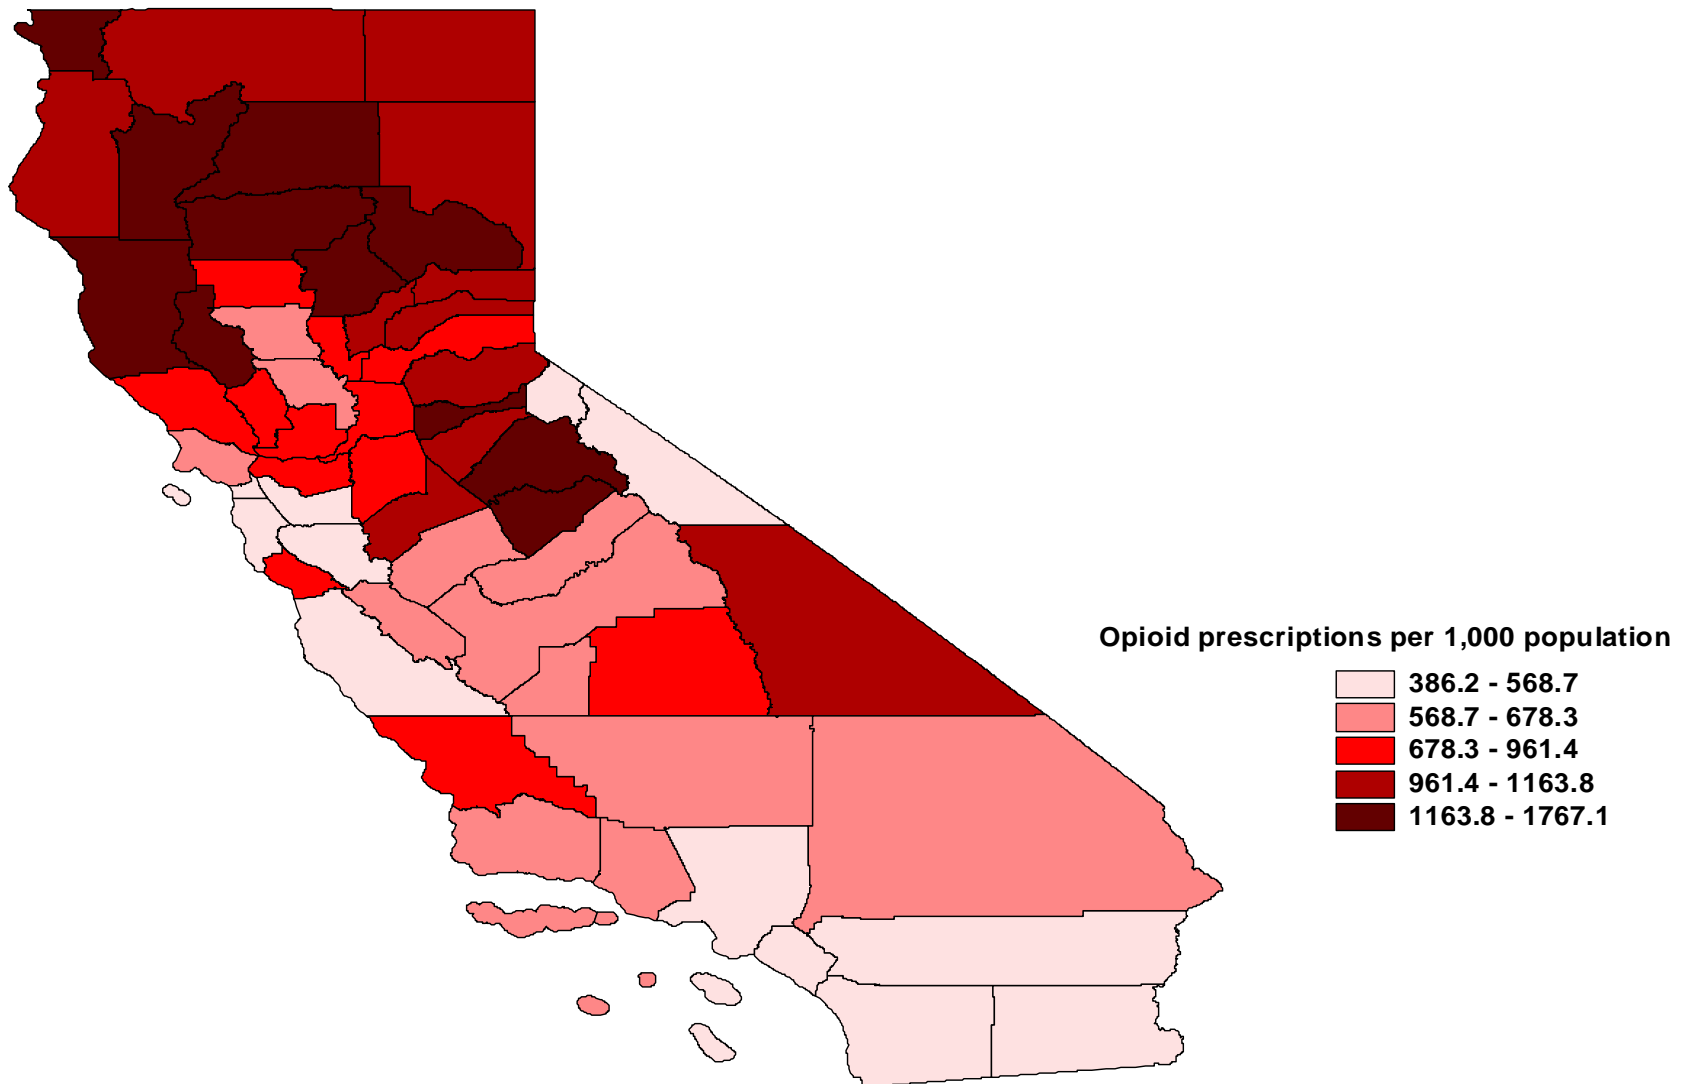 Opioid prescriptions per 1,000 population
386.2 - 568.7
568.7 - 678.3
678.3 - 961.4
961.4 - 1163.8
1163.8 - 1767.1